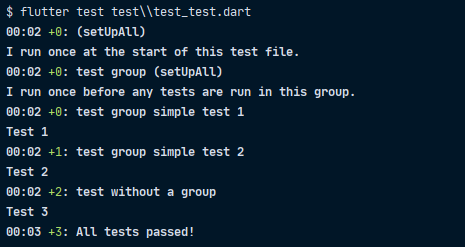 $ flutter test test\\test_test.dart
00:02 +0: (setUpAll)
I run once at the start of this test file.
00:02 +0: test group (setUpAll)
I run once before any tests are run in this group.
00:02 +0: test group simple test 1
Test 1
00:02 +1: test group simple test 2
Test 2
00:02 +2: test without a group
Test 3
00:03 +3: All tests passed!